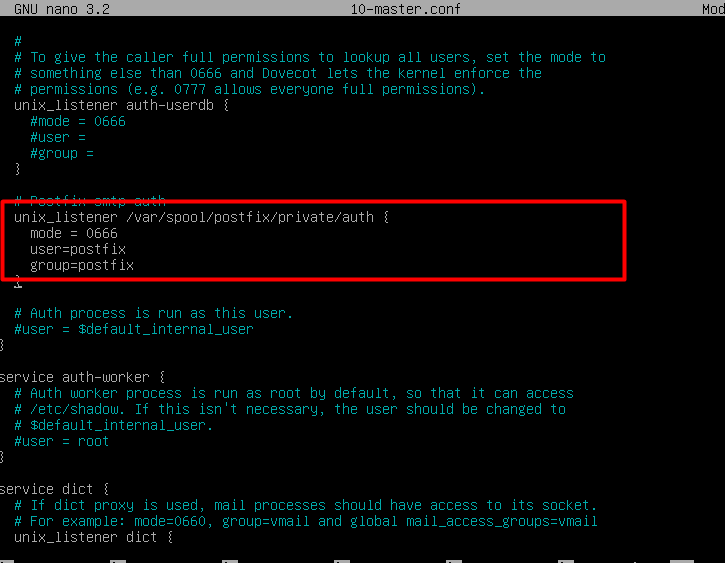 GNU nano 3.2 10-master.conf Mod
#
# To give the caller full permissions to lookup all users, set the mode to
# something else than 0666 and Dovecot lets the kernel enforce the
# permissions (e.g. 0777 allows everyone full permissions).
unix_listener auth-userdb {
#mode = 0666
#user =
#group =
}
# Postfix smtp-auth
unix_listener /var/spool/postfix/private/auth {
mode = 0666
user=postfix
group=postfix
}
# Auth process is run as this user.
#user = $default_internal_user
}
service auth-worker {
# Auth worker process is run as root by default, so that it can access
# /etc/shadow. If this isn't necessary, the user should be changed to
# $default_internal_user.
#user = root
}
service dict {
# If dict proxy is used, mail processes should have access to its socket.
# For example: mode=0660, group=vmail and global mail_access_groups=vmail
unix_listener dict {